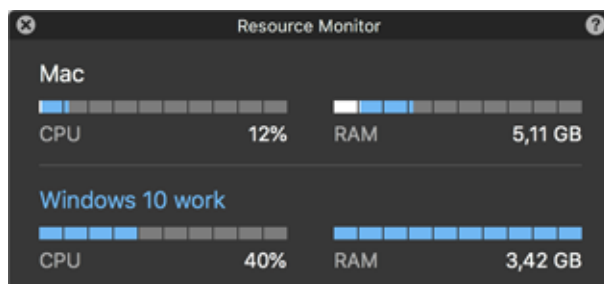 Resource Monitor
Mac
CPU 12% RAM 5,11 GB
Windows 10 work
CPU 40% RAM 3,42 GB